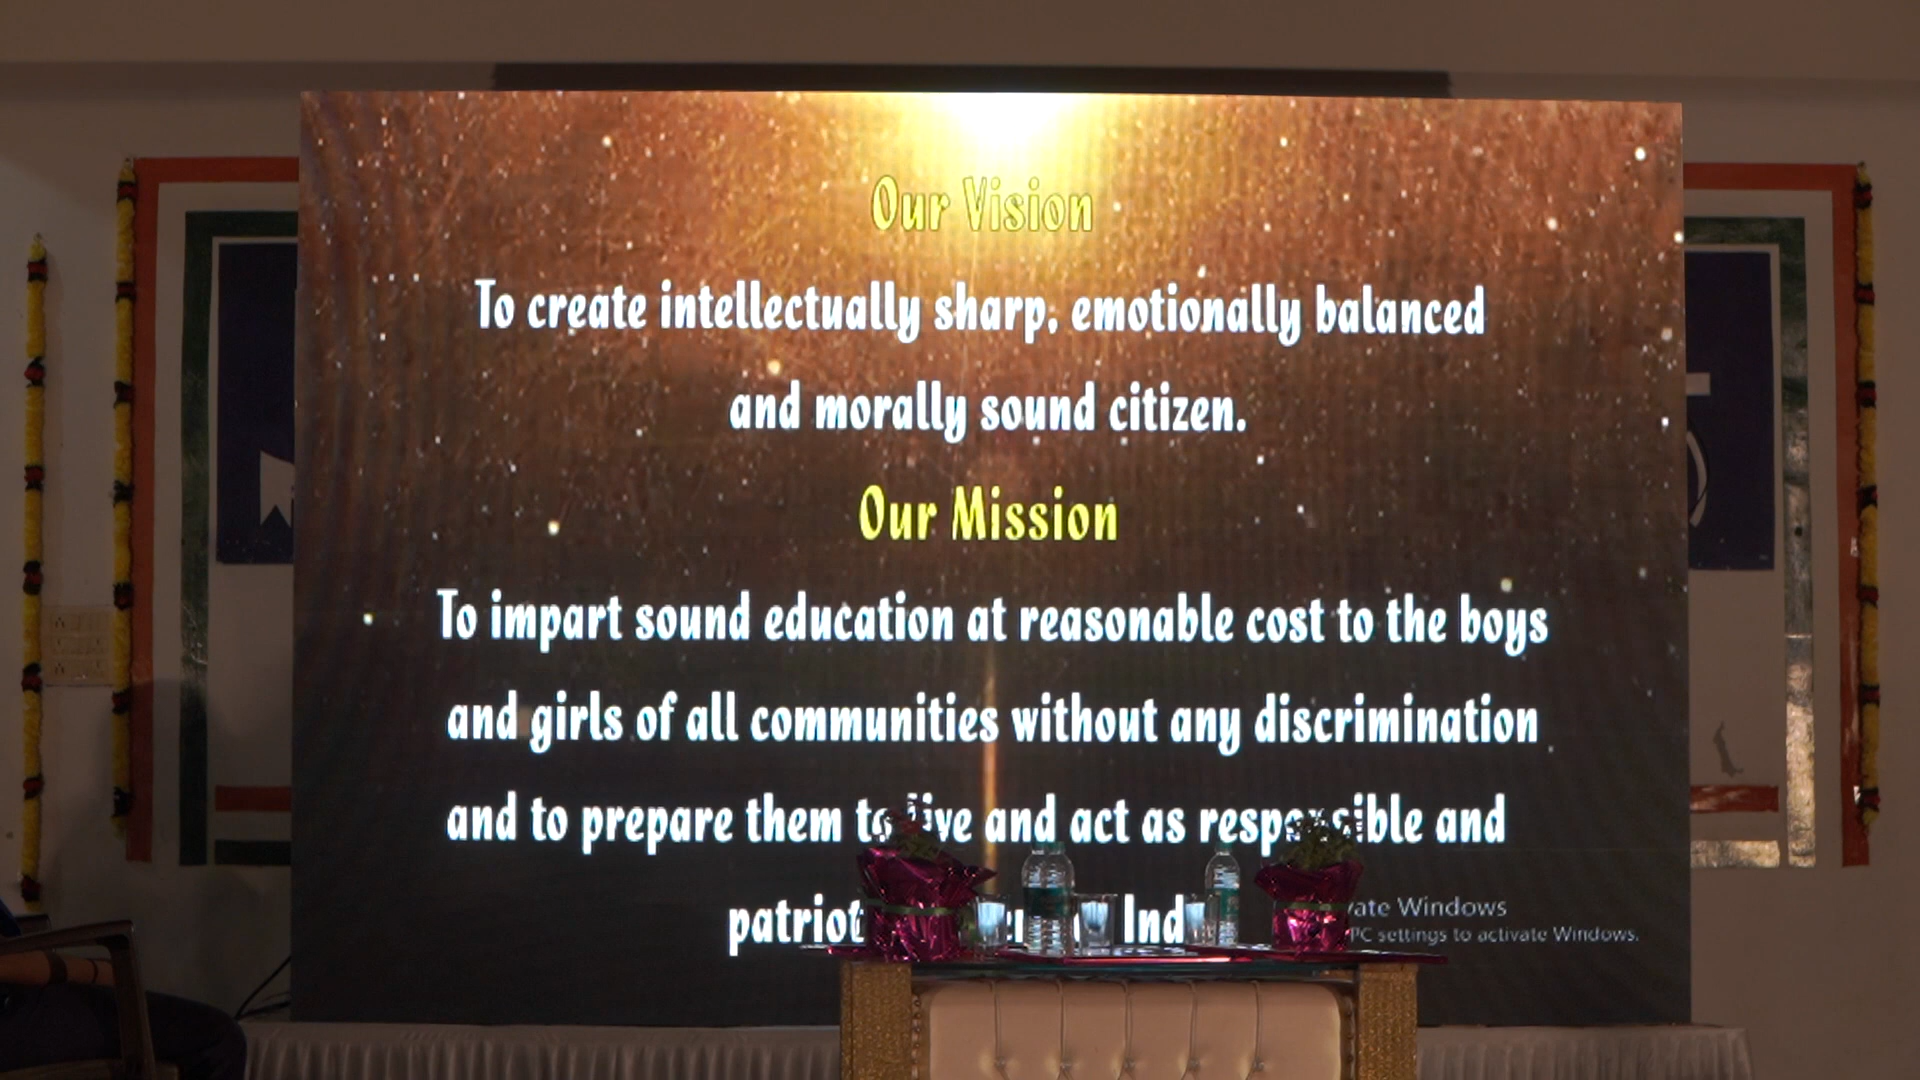 Our Vision
To create intellectually sharp, emotionally balanced
and morally sound citizen.
Our Mission
To impart sound education at reasonable cost to the boys
and girls of all communities without any discrimination
and to prepare them to live and act as responsible and
Windows
PC settings to activate Windows.